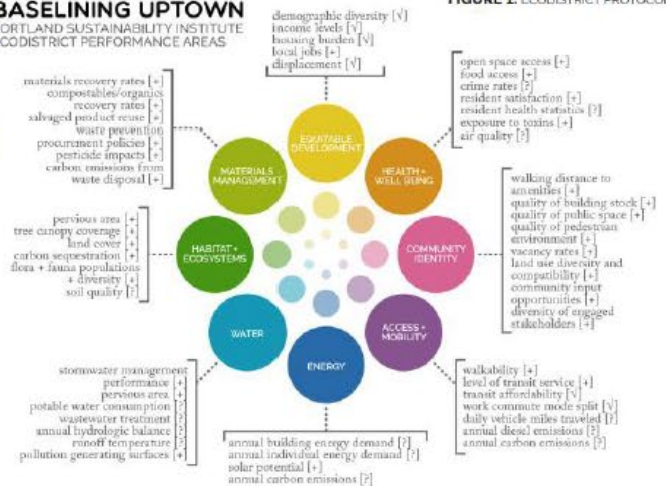 BASELINING UPTOWN
PORTLAND SUSTAINABILITY INSTITUTE
ECODISTRICT PERFORMANCE AREAS
FIGURE 1. ECODISTRICT PROTOCOL
demographic diversity [√]
income levels [√]
housing burden [√]
local jobs [+]
displacement [√]
EQUITABLE
DEVELOPMENT
open space access [+]
food access [+]
crime rates [?]
resident satisfaction [+]
resident health statistics [?]
exposure to toxins [+]
air quality [?]
HEALTH +
WELL BEING
walking distance to
amenities [+]
quality of building stock [+]
quality of public space [+]
quality of pedestrian
environment [+]
vacancy rates [+]
land use diversity and
compatibility [+]
community input
opportunities [+]
diversity of engaged
stakeholders [+]
COMMUNITY
IDENTITY
walkability [+]
level of transit service [+]
transit affordability [√]
work commute mode split [√]
daily vehicle miles traveled [?]
annual diesel emissions [?]
annual carbon emissions [?]
ACCESS +
MOBILITY
annual building energy demand [?]
annual individual energy demand [?]
solar potential [+]
annual carbon emissions [?]
ENERGY
stormwater management
performance [+]
pervious area [+]
potable water consumption [?]
wastewater treatment [?]
annual hydrologic balance [?]
runoff temperature [?]
pollution generating surfaces [+]
WATER
pervious area [+]
tree canopy coverage [+]
land cover [+]
carbon sequestration [+]
flora + fauna populations
+ diversity [+]
soil quality [?]
HABITAT +
ECOSYSTEMS
materials recovery rates [+]
compostables/organics
recovery rates [+]
salvaged product reuse [+]
waste prevention
procurement policies [+]
pesticide impacts [+]
carbon emissions from
waste disposal [+]
MATERIALS
MANAGEMENT